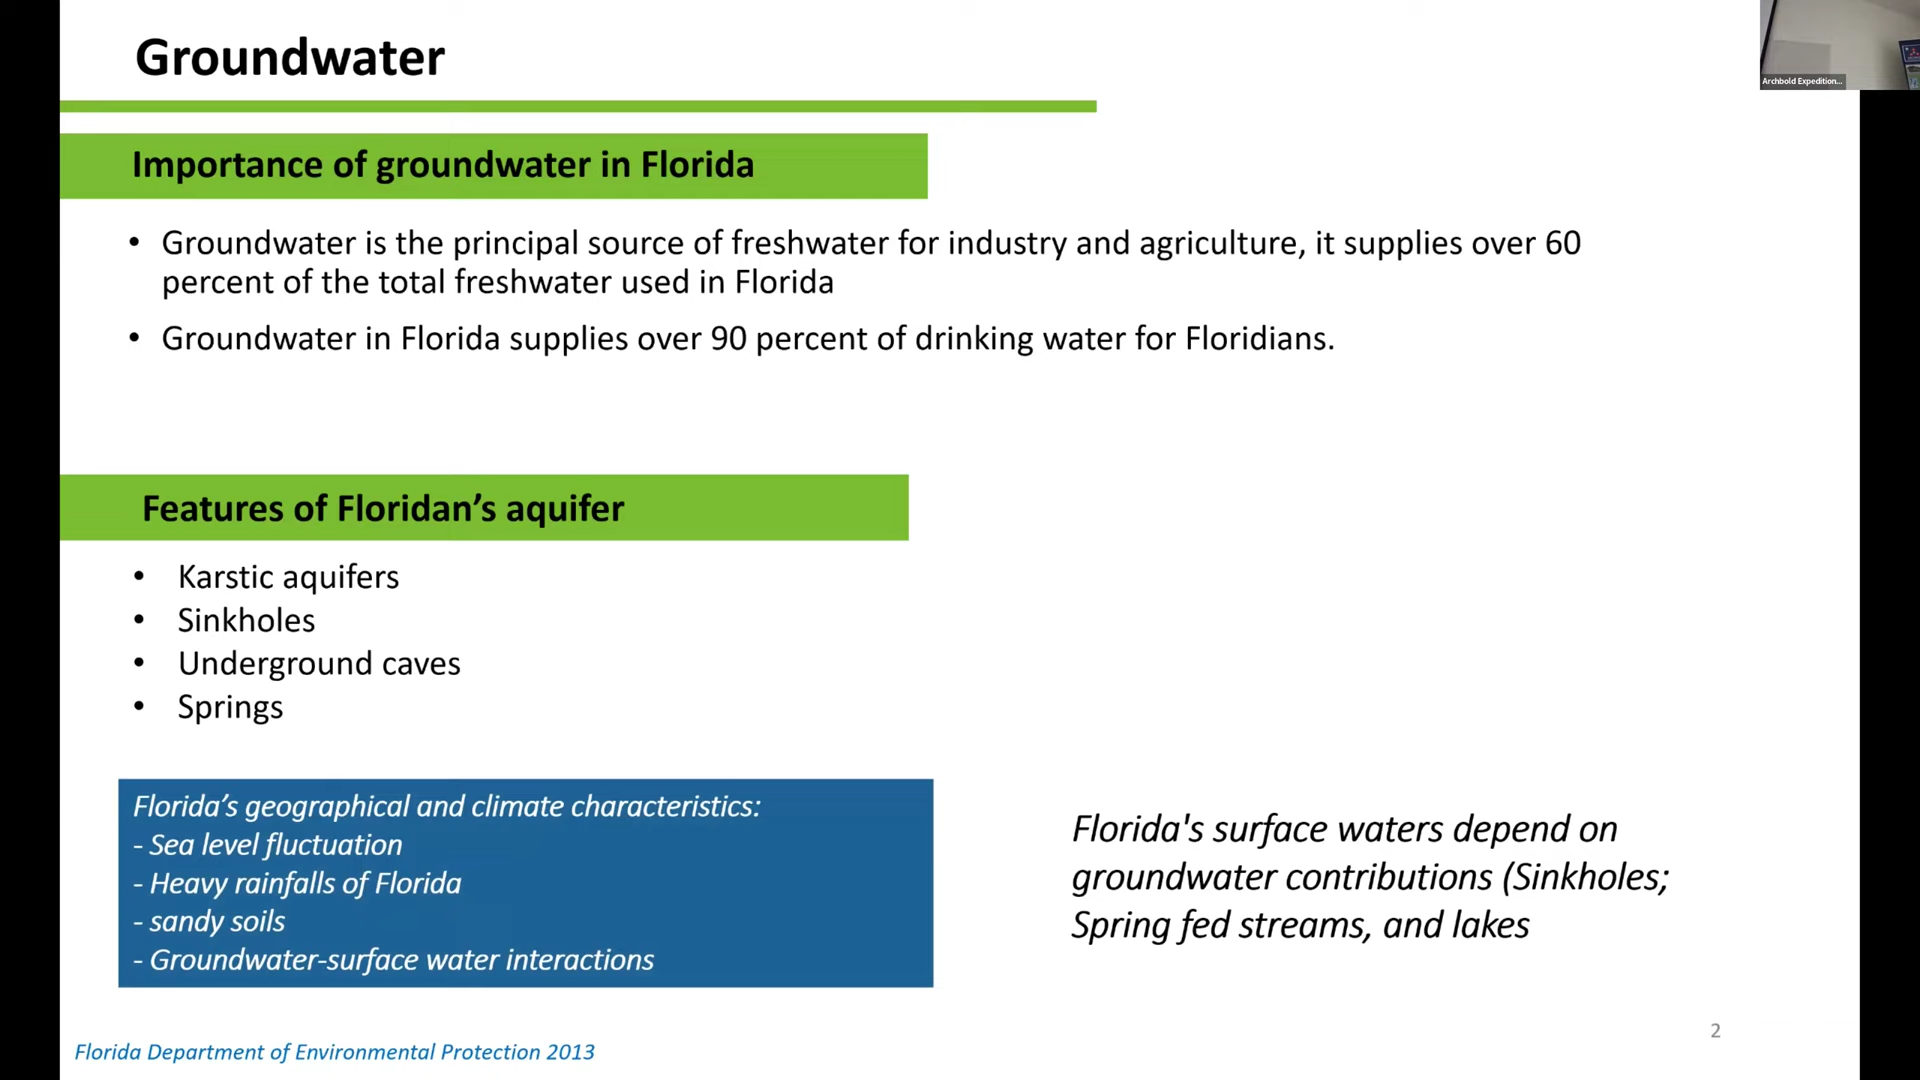 Groundwater
Archbold Expedition...
Importance of groundwater in Florida
• Groundwater is the principal source of freshwater for industry and agriculture, it supplies over 60
percent of the total freshwater used in Florida
• Groundwater in Florida supplies over 90 percent of drinking water for Floridians.
Features of Floridan’s aquifer
• Karstic aquifers
• Sinkholes
• Underground caves
• Springs
Florida’s geographical and climate characteristics:
- Sea level fluctuation
- Heavy rainfalls of Florida
- sandy soils
- Groundwater-surface water interactions
Florida's surface waters depend on
groundwater contributions (Sinkholes;
Spring fed streams, and lakes
2
Florida Department of Environmental Protection 2013